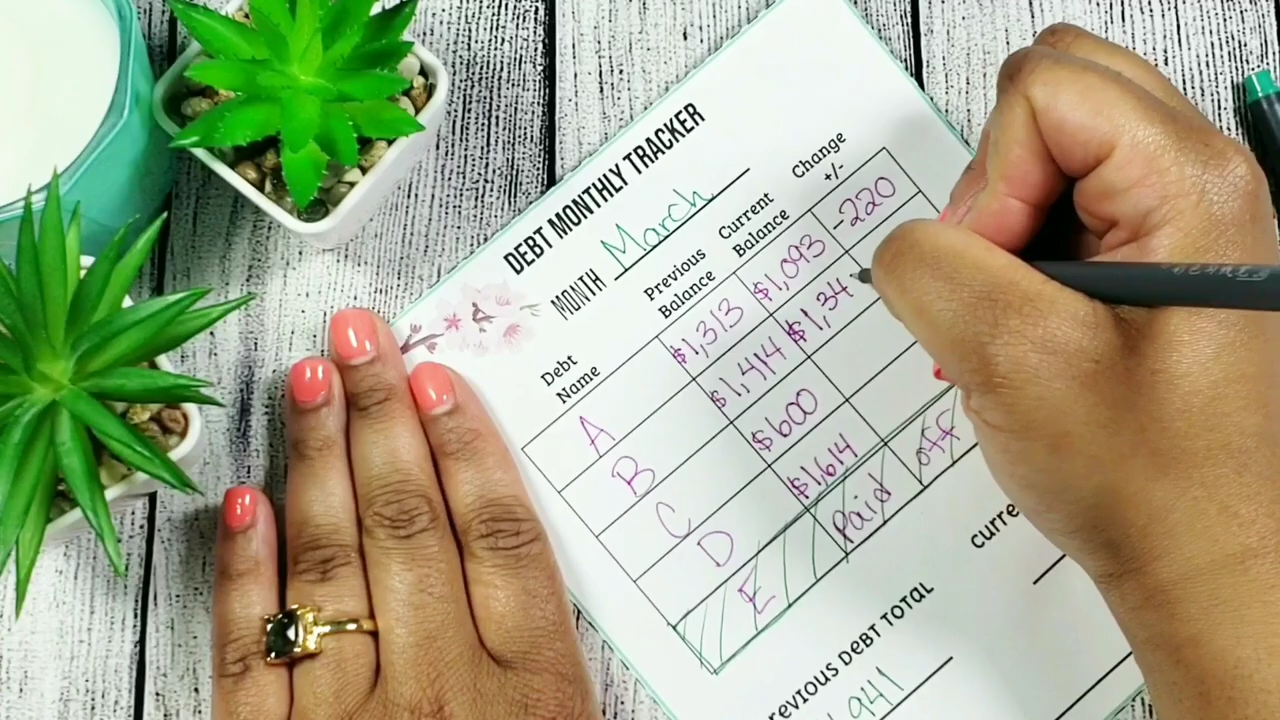 DEBT MONTHLY TRACKER
MONTH March
Debt Name Previous Balance Current Balance Change +/-
A $1,313 $1,093 -220
B $1,414 $1,34
C $600
D $1,614
E Paid off
PREVIOUS DEBT TOTAL
941